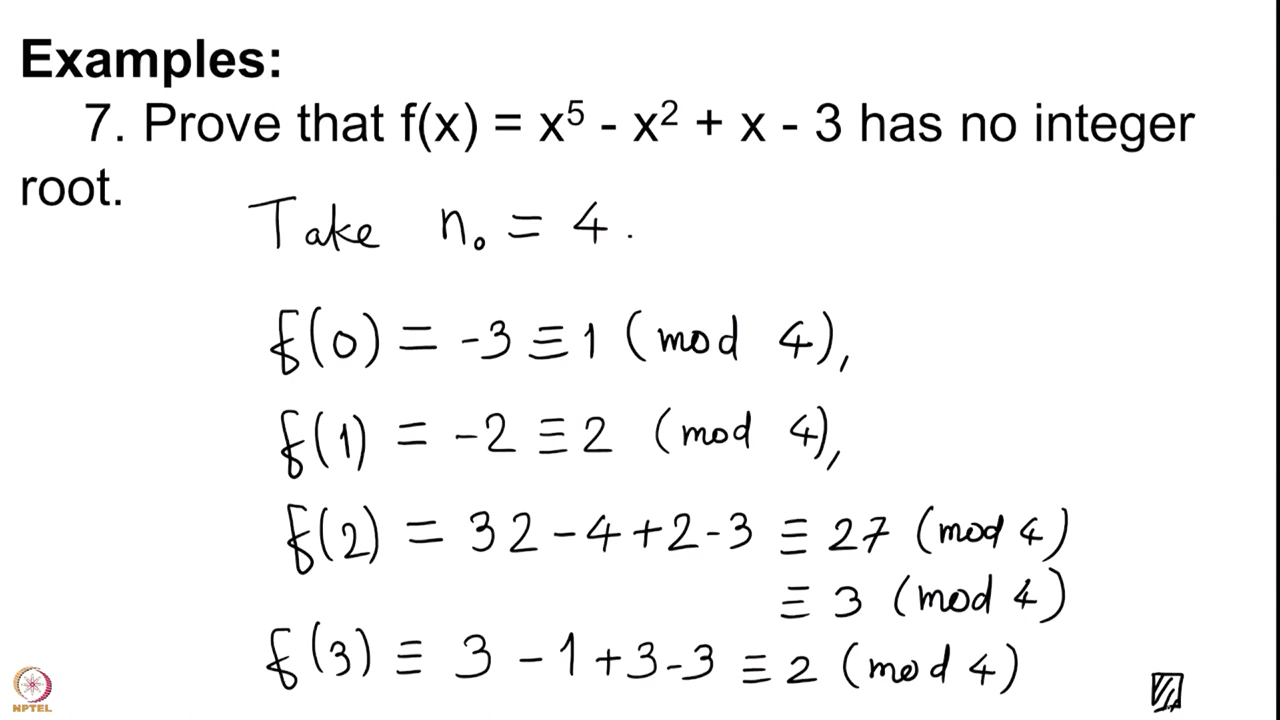 Examples:
7. Prove that f(x) = x⁵ - x² + x - 3 has no integer
root.
Take n₀ = 4.
f(0) = -3 ≡ 1 (mod 4),
f(1) = -2 ≡ 2 (mod 4),
f(2) = 32 - 4 + 2 - 3 ≡ 27 (mod 4)
≡ 3 (mod 4)
f(3) ≡ 3 - 1 + 3 - 3 ≡ 2 (mod 4)
NPTEL